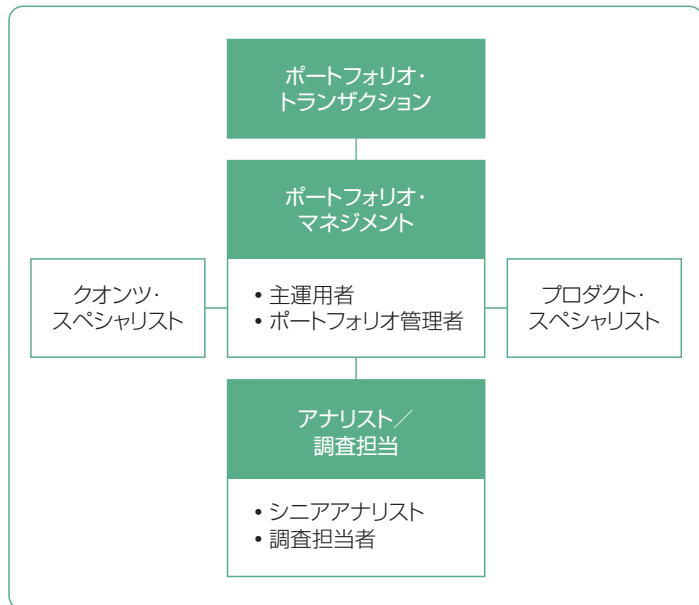 ポートフォリオ・
トランザクション
ポートフォリオ・
マネジメント
クオンツ・
スペシャリスト
• 主運用者
• ポートフォリオ管理者
プロダクト・
スペシャリスト
アナリスト／
調査担当
• シニアアナリスト
• 調査担当者